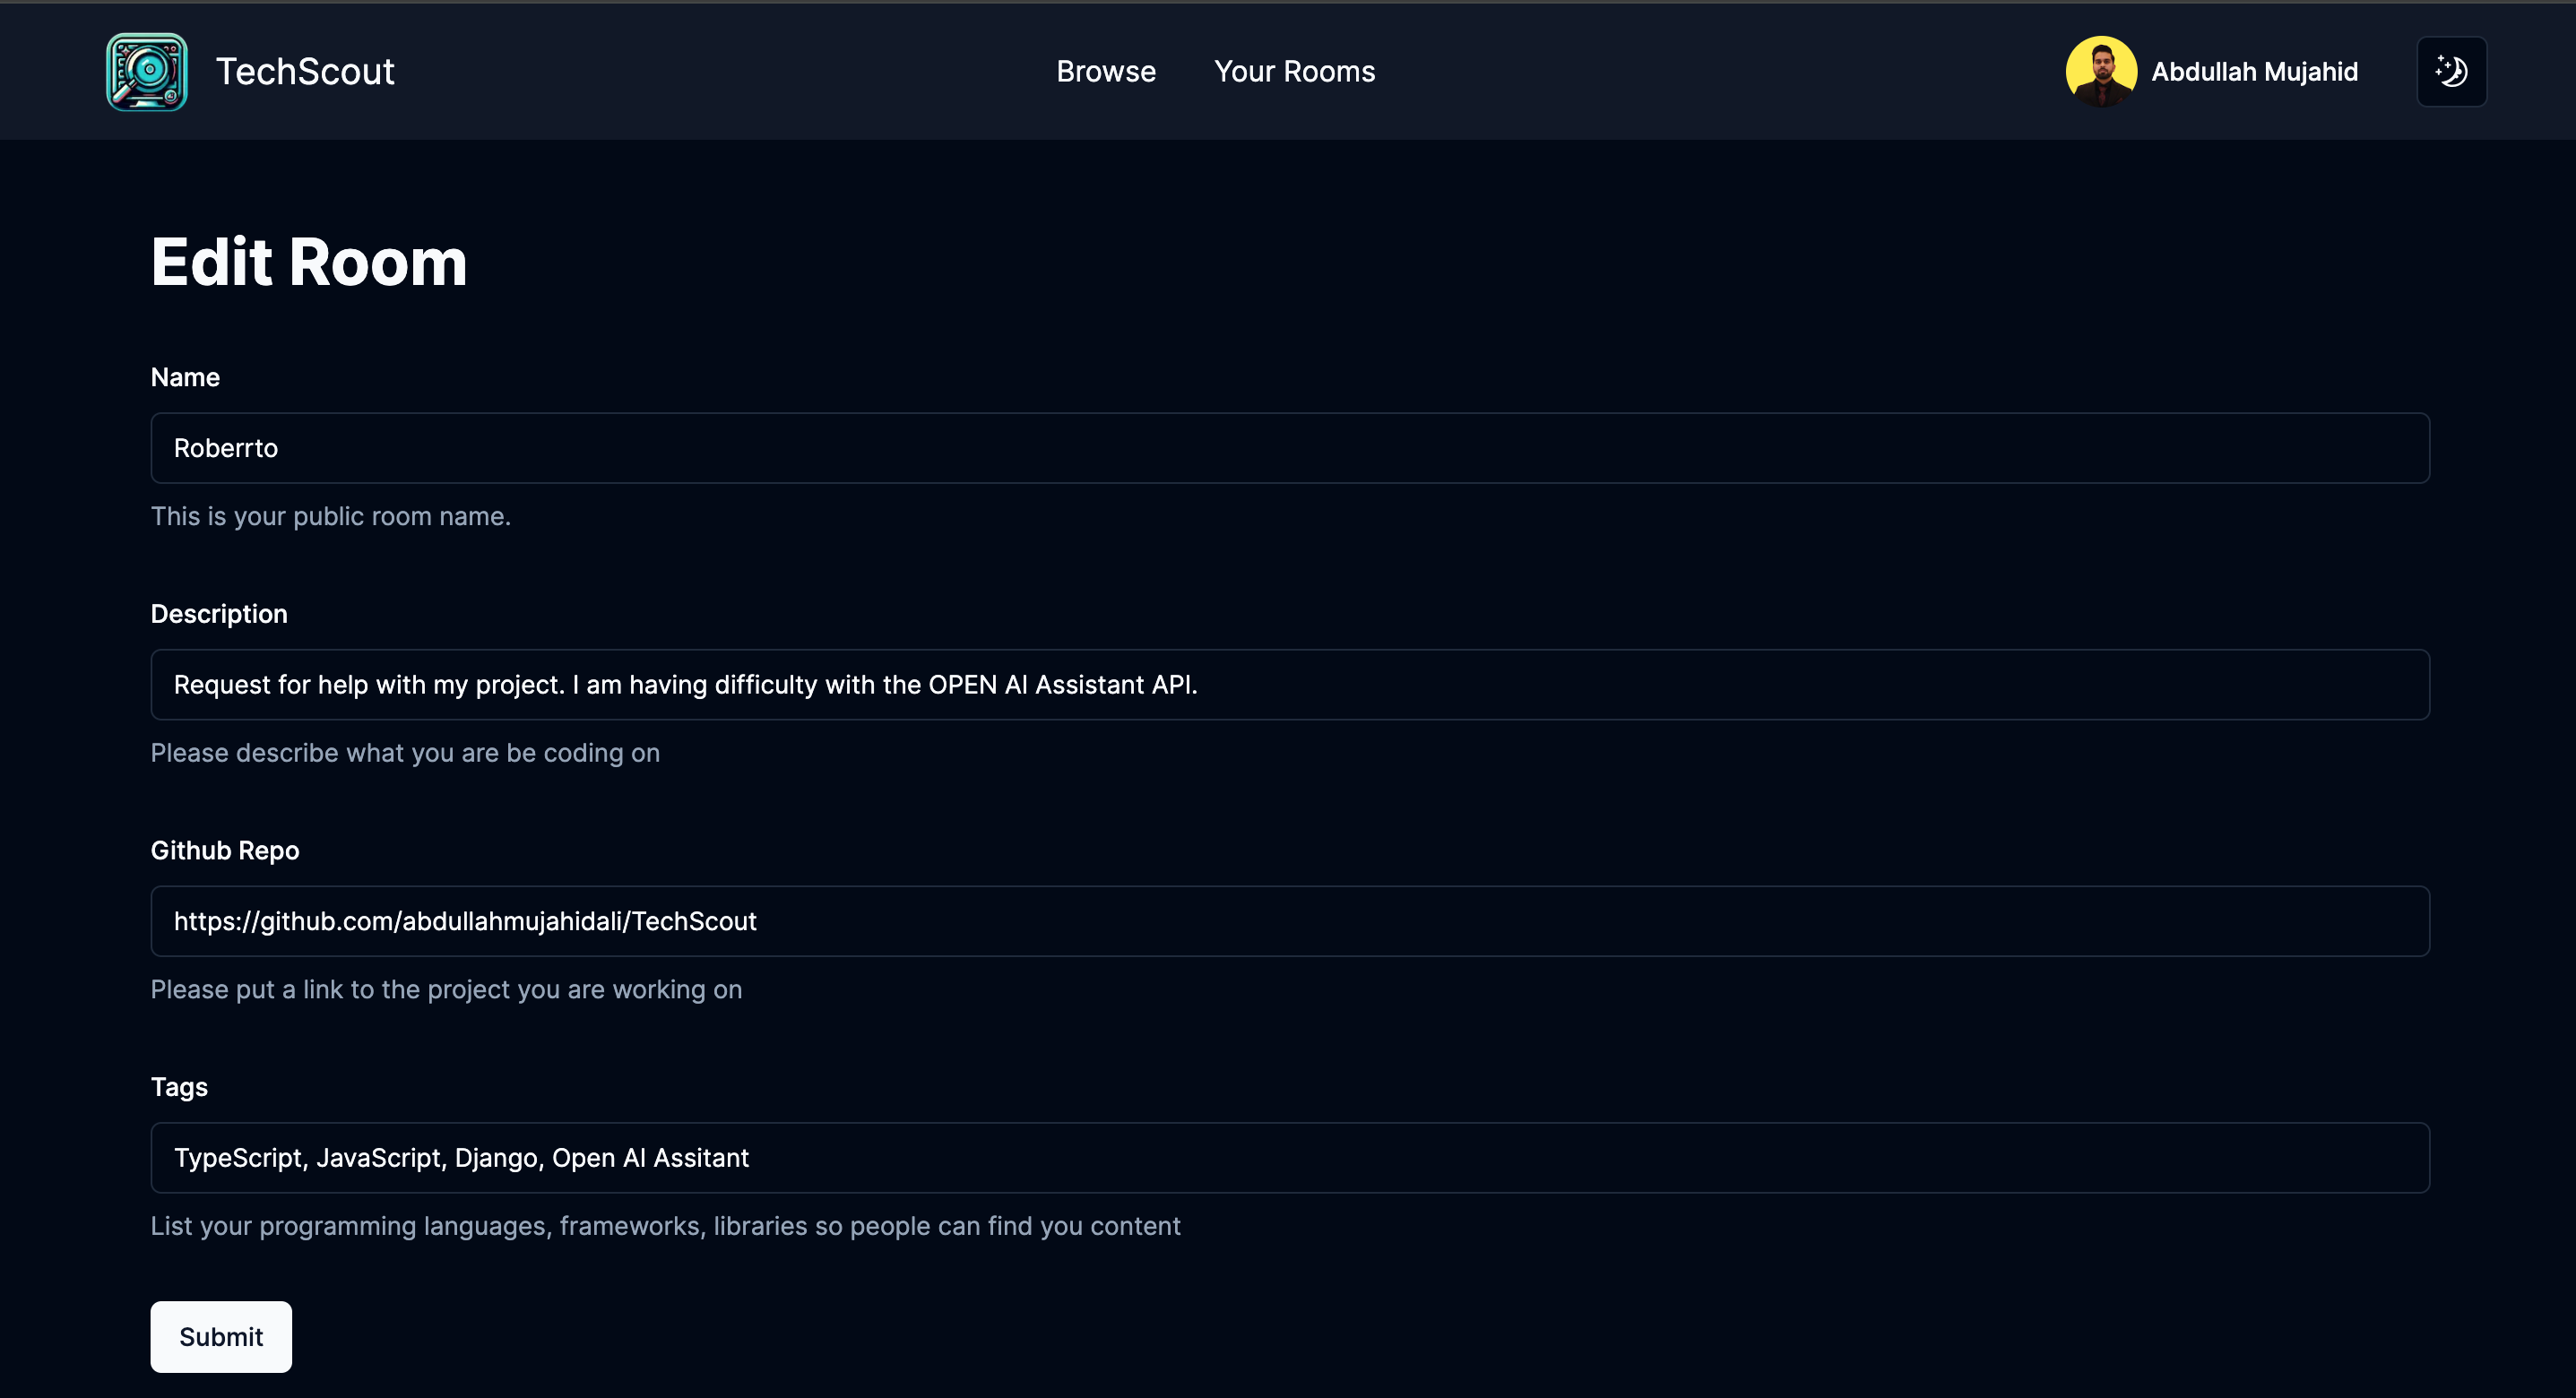 TechScout
Browse
Your Rooms
Abdullah Mujahid
Edit Room
Name
Roberrto
This is your public room name.
Description
Request for help with my project. I am having difficulty with the OPEN AI Assistant API.
Please describe what you are be coding on
Github Repo
https://github.com/abdullahmujahidali/TechScout
Please put a link to the project you are working on
Tags
TypeScript, JavaScript, Django, Open AI Assitant
List your programming languages, frameworks, libraries so people can find you content
Submit